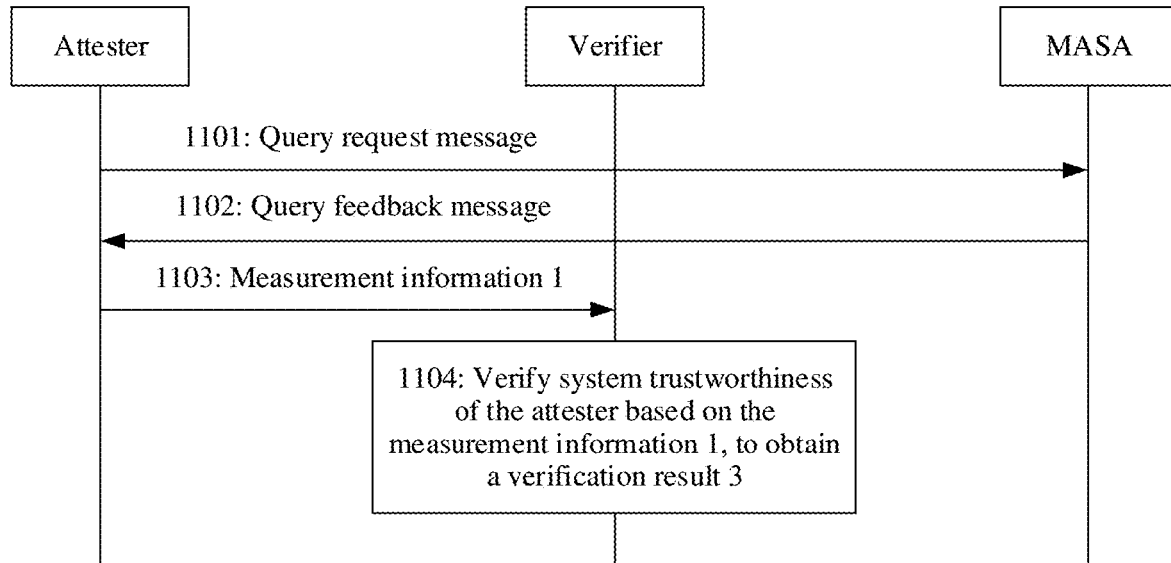 Attester
Verifier
MASA
1101: Query request message
1102: Query feedback message
1103: Measurement information 1
1104: Verify system trustworthiness
of the attester based on the
measurement information 1, to obtain
a verification result 3